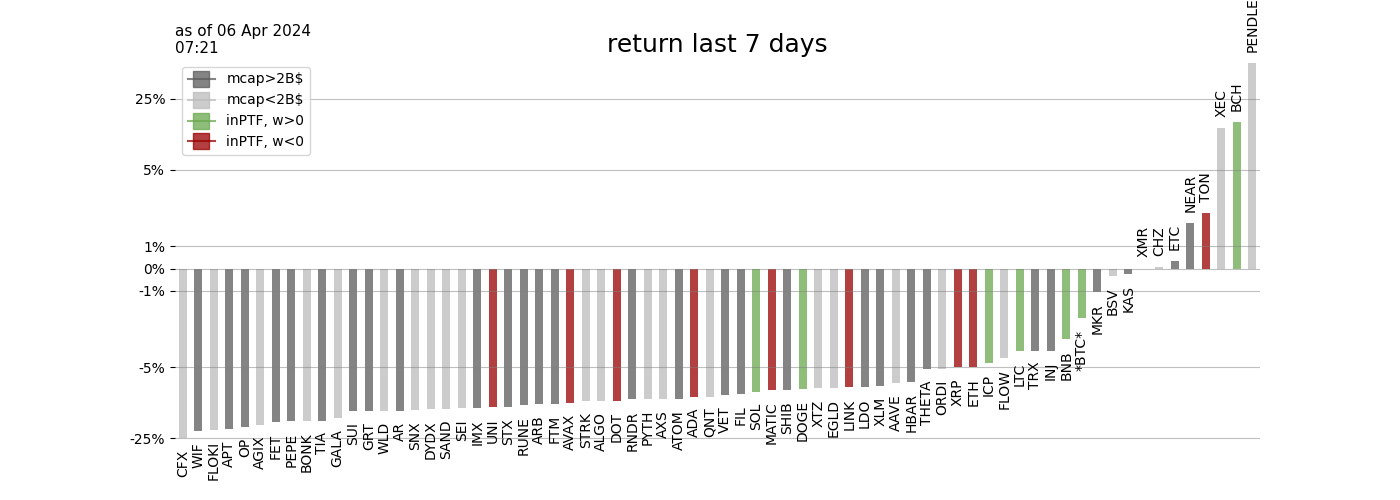 as of 06 Apr 2024
07:21
return last 7 days
mcap>2B$
mcap<2B$
inPTF, w>0
inPTF, w<0
25%
5%
1%
0%
-1%
-5%
-25%
CFX
WIF
FLOKI
APT
OP
AGIX
FET
PEPE
BONK
TIA
GALA
SUI
GRT
WLD
AR
SNX
DYDX
SAND
SEI
IMX
UNI
STX
RUNE
ARB
FTM
AVAX
STRK
ALGO
DOT
RNDR
PYTH
AXS
ATOM
ADA
QNT
VET
FIL
SOL
MATIC
SHIB
DOGE
XTZ
EGLD
LINK
LDO
XLM
AAVE
HBAR
THETA
ORDI
XRP
ETH
ICP
FLOW
LTC
TRX
INJ
BNB
*BTC*
MKR
BSV
KAS
XMR
CHZ
ETC
NEAR
TON
XEC
BCH
PENDLE